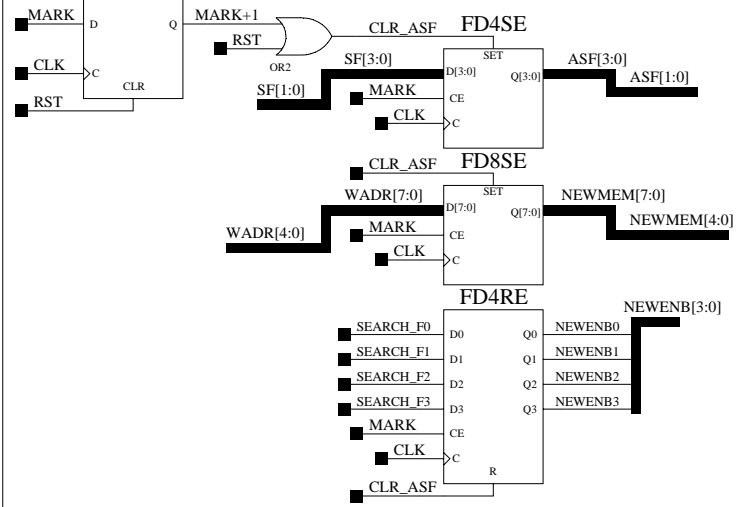 MARK D Q MARK+1
RST
CLR_ASF
FD4SE
OR2
CLK C
CLR
RST
SET
SF[3:0] D[3:0] Q[3:0] ASF[3:0]
SF[1:0] ASF[1:0]
MARK CE
CLK C
CLR_ASF FD8SE
SET
WADR[7:0] D[7:0] Q[7:0] NEWMEM[7:0]
WADR[4:0] NEWMEM[4:0]
MARK CE
CLK C
FD4RE
NEWENB[3:0]
SEARCH_F0 D0 Q0 NEWENB0
SEARCH_F1 D1 Q1 NEWENB1
SEARCH_F2 D2 Q2 NEWENB2
SEARCH_F3 D3 Q3 NEWENB3
MARK CE
CLK C
R
CLR_ASF